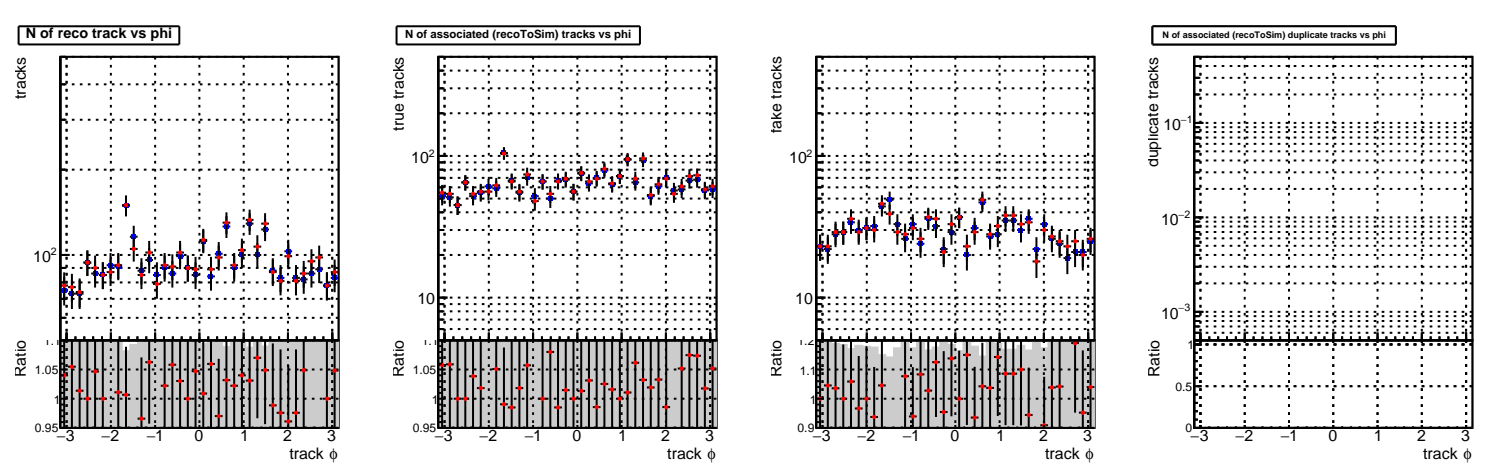 N of reco track vs phi
tracks
10²
Ratio
1.05
1
0.95
−3 −2 −1 0 1 2 3
track ϕ
N of associated (recoToSim) tracks vs phi
true tracks
10²
10
Ratio
1.05
1
0.95
−3 −2 −1 0 1 2 3
track ϕ
fake tracks
10²
10
Ratio
1.2
1.1
1
0.9
−3 −2 −1 0 1 2 3
track ϕ
N of associated (recoToSim) duplicate tracks vs phi
duplicate tracks
10⁻¹
10⁻²
10⁻³
Ratio
1
0.5
0
−3 −2 −1 0 1 2 3
track ϕ